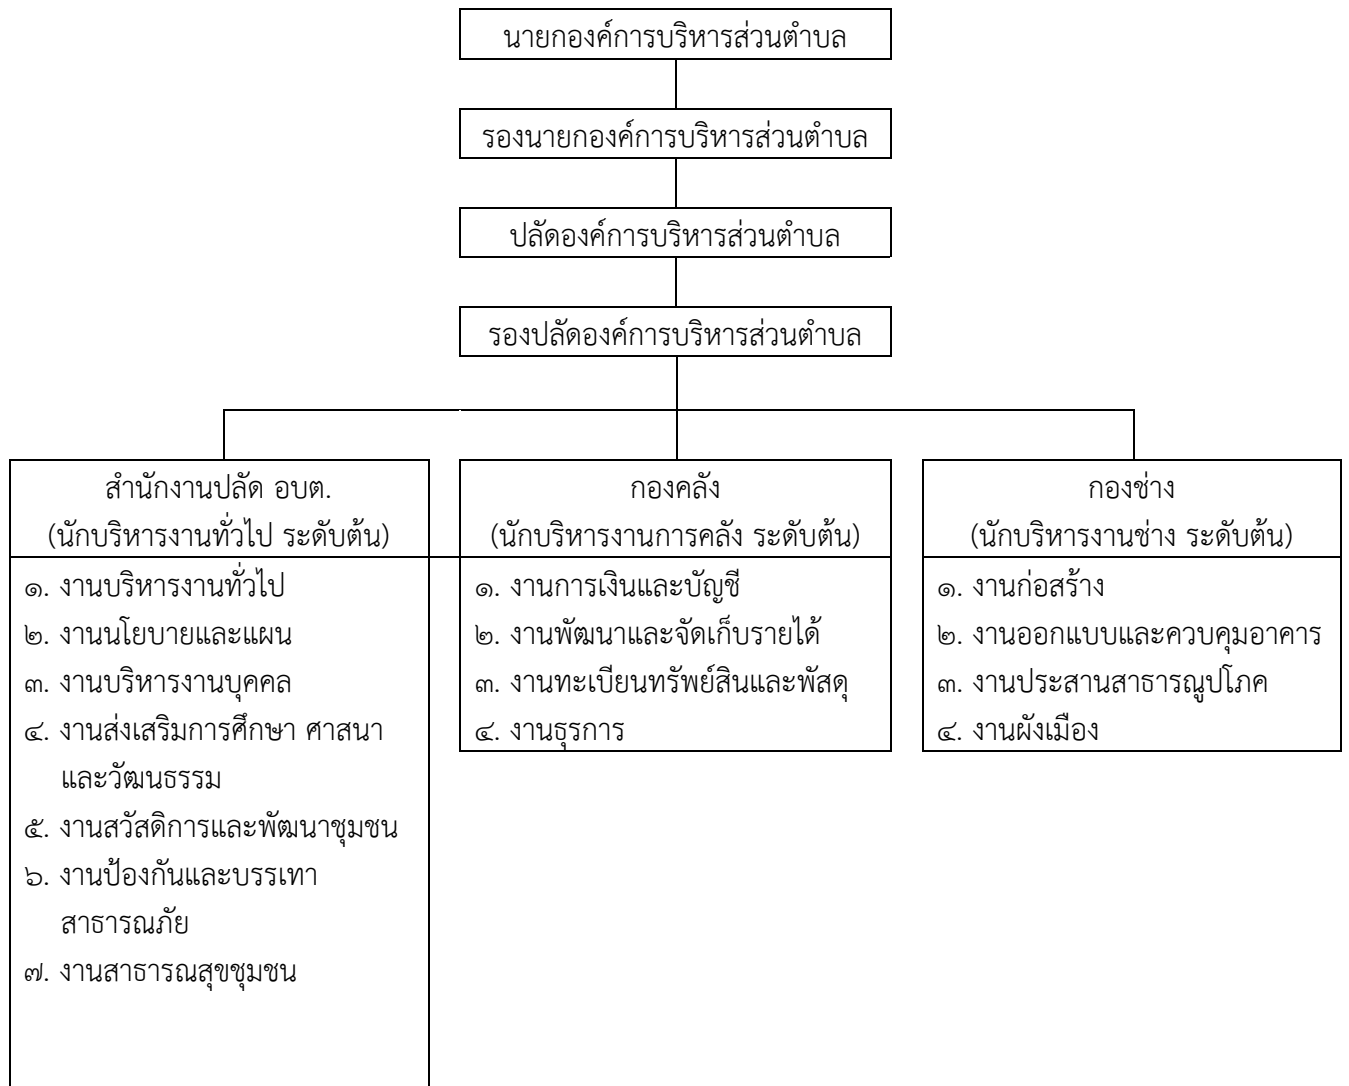 นายกองค์การบริหารส่วนตำบล
รองนายกองค์การบริหารส่วนตำบล
ปลัดองค์การบริหารส่วนตำบล
รองปลัดองค์การบริหารส่วนตำบล
สำนักงานปลัด อบต.
(นักบริหารงานทั่วไป ระดับต้น)
๑. งานบริหารงานทั่วไป
๒. งานนโยบายและแผน
๓. งานบริหารงานบุคคล
๔. งานส่งเสริมการศึกษา ศาสนา
และวัฒนธรรม
๕. งานสวัสดิการและพัฒนาชุมชน
๖. งานป้องกันและบรรเทา
สาธารณภัย
๗. งานสาธารณสุขชุมชน
กองคลัง
(นักบริหารงานการคลัง ระดับต้น)
๑. งานการเงินและบัญชี
๒. งานพัฒนาและจัดเก็บรายได้
๓. งานทะเบียนทรัพย์สินและพัสดุ
๔. งานธุรการ
กองช่าง
(นักบริหารงานช่าง ระดับต้น)
๑. งานก่อสร้าง
๒. งานออกแบบและควบคุมอาคาร
๓. งานประสานสาธารณูปโภค
๔. งานผังเมือง